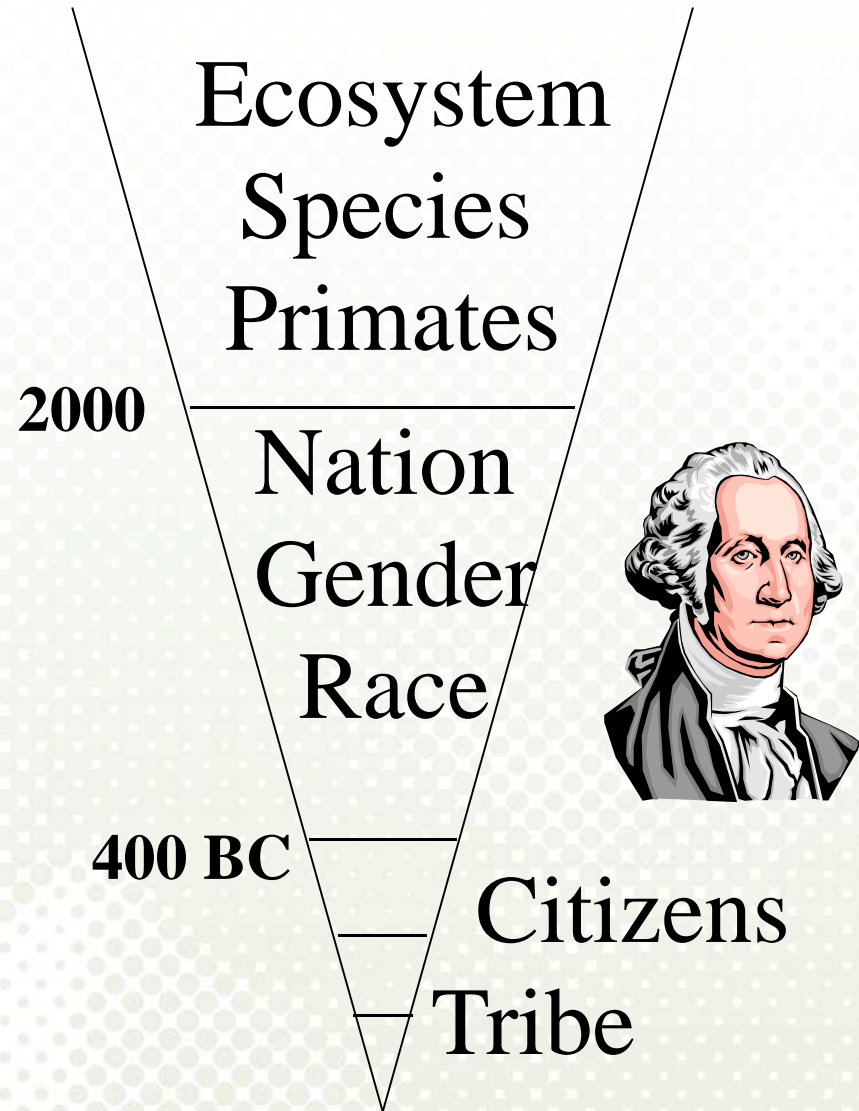 Ecosystem
Species
Primates
2000
Nation
Gender
Race
400 BC
Citizens
Tribe